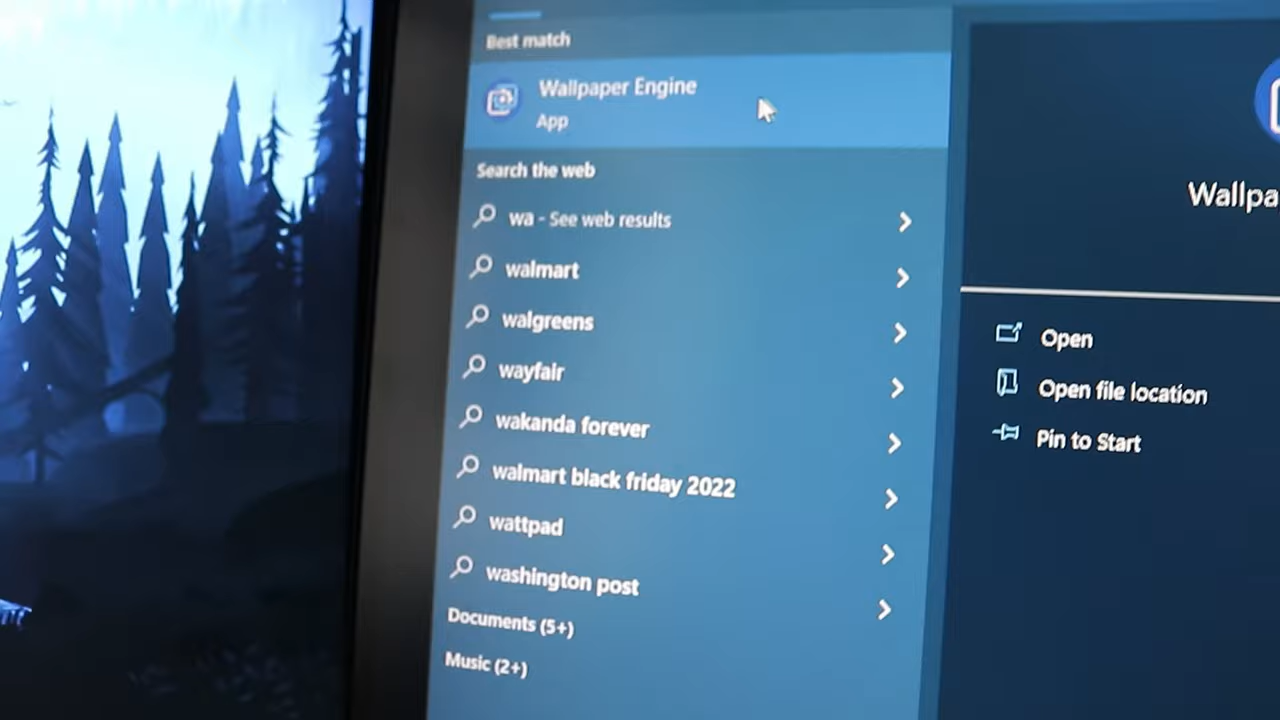 Best match
Wallpaper Engine
App
Search the web
wa - See web results
walmart
walgreens
wayfair
wakanda forever
walmart black friday 2022
wattpad
washington post
Documents (5+)
Music (2+)
Wallpa
Open
Open file location
Pin to Start